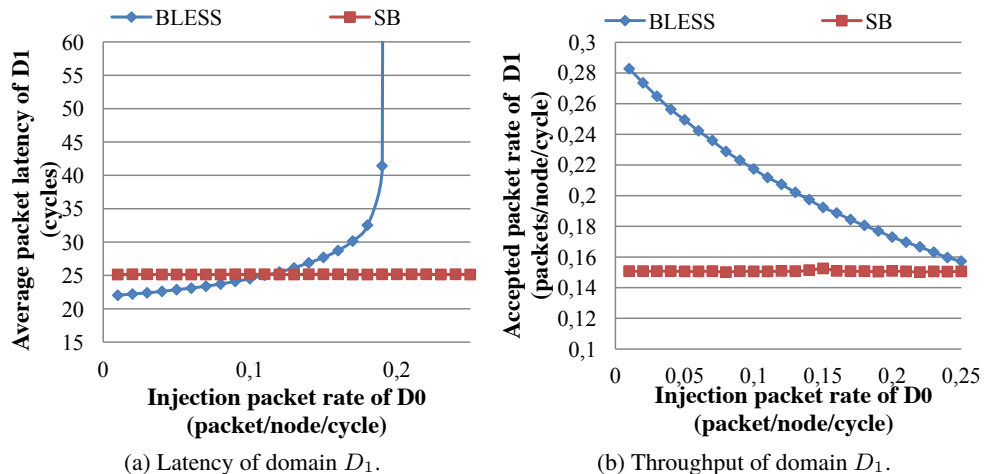 BLESS SB
Average packet latency of D1
(cycles)
60
55
50
45
40
35
30
25
20
15
0 0,1 0,2
Injection packet rate of D0
(packet/node/cycle)
(a) Latency of domain D₁.
BLESS SB
Accepted packet rate of D1
(packets/node/cycle)
0,3
0,28
0,26
0,24
0,22
0,2
0,18
0,16
0,14
0,12
0,1
0 0,05 0,1 0,15 0,2 0,25
Injection packet rate of D0
(packet/node/cycle)
(b) Throughput of domain D₁.